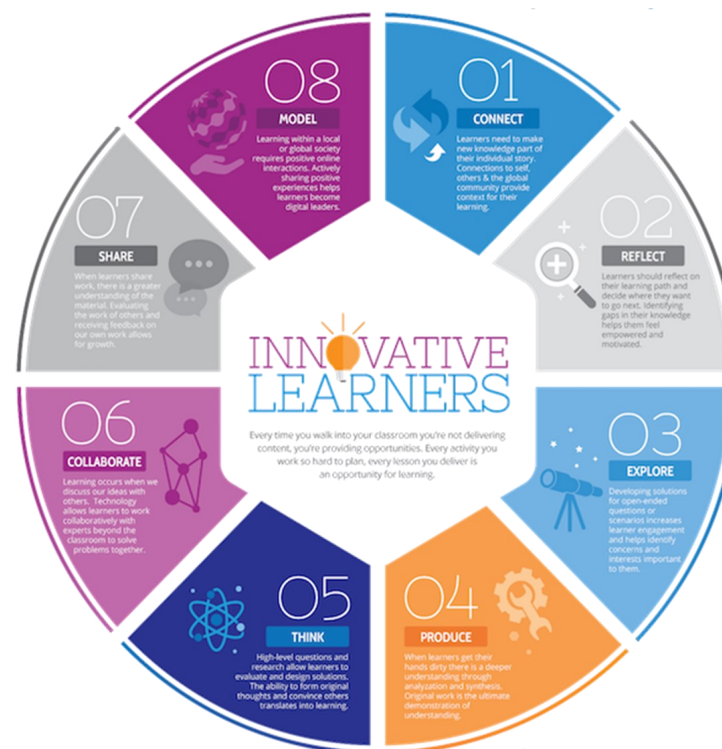 INNOVATIVE
LEARNERS
Every time you walk into your classroom you're not delivering
content, you're providing opportunities. Every activity you
work so hard to plan, every lesson you deliver is
an opportunity for learning.
01
CONNECT
Learners need to make
new knowledge part of
their individual story.
Connections to self,
others & the global
community provide
context for their
learning.
02
REFLECT
Learners should reflect on
their learning path and
decide where they want
to go next. Identifying
gaps in their knowledge
helps them feel
empowered and
motivated.
03
EXPLORE
Developing solutions
for open-ended
questions or
scenarios increases
learner engagement
and helps identify
concerns and
interests important
to them.
04
PRODUCE
When learners get their
hands dirty there is a deeper
understanding through
analyzation and synthesis.
Original work is the ultimate
demonstration of
understanding.
05
THINK
High-level questions and
research allow learners to
evaluate and design solutions.
The ability to form original
thoughts and convince others
translates into learning.
06
COLLABORATE
Learning occurs when we
discuss our ideas with
others. Technology
allows learners to work
collaboratively with
experts beyond the
classroom to solve
problems together.
07
SHARE
When learners share
work, there is a greater
understanding of the
material. Evaluating
the work of others and
receiving feedback on
our own work allows
for growth.
08
MODEL
Learning within a local
or global society
requires positive online
interactions. Actively
sharing positive
experiences helps
learners become
digital leaders.